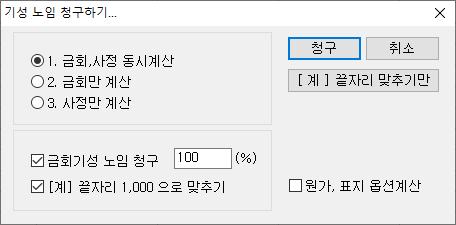 기성 노임 청구하기...
1. 금회,사정 동시계산
2. 금회만 계산
3. 사정만 계산
청구
취소
[ 계 ] 끝자리 맞추기만
금회기성 노임 청구 100 (%)
[계] 끝자리 1,000 으로 맞추기
원가, 표지 옵션계산